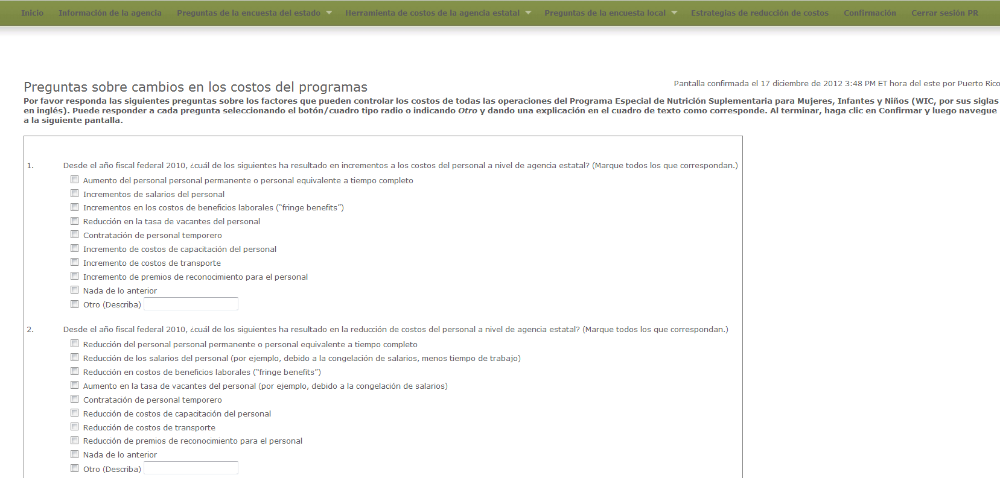 Inicio Información de la agencia Preguntas de la encuesta del estado Herramienta de costos de la agencia estatal Preguntas de la encuesta local Estrategias de reducción de costos Confirmación Cerrar sesión PR
Pantalla confirmada el 17 diciembre de 2012 3:48 PM ET hora del este por Puerto Rico
Preguntas sobre cambios en los costos del programas
Por favor responda las siguientes preguntas sobre los factores que pueden controlar los costos de todas las operaciones del Programa Especial de Nutrición Suplementaria para Mujeres, Infantes y Niños (WIC, por sus siglas
en inglés). Puede responder a cada pregunta seleccionando el botón/cuadro tipo radio o indicando Otro y dando una explicación en el cuadro de texto como corresponde. Al terminar, haga clic en Confirmar y luego navegue
a la siguiente pantalla.
1. Desde el año fiscal federal 2010, ¿cuál de los siguientes ha resultado en incrementos a los costos del personal a nivel de agencia estatal? (Marque todos los que correspondan.)
Aumento del personal personal permanente o personal equivalente a tiempo completo
Incrementos de salarios del personal
Incrementos en los costos de beneficios laborales (“fringe benefits”)
Reducción en la tasa de vacantes del personal
Contratación de personal temporero
Incremento de costos de capacitación del personal
Incremento de costos de transporte
Incremento de premios de reconocimiento para el personal
Nada de lo anterior
Otro (Describa)
2. Desde el año fiscal federal 2010, ¿cuál de los siguientes ha resultado en la reducción de costos del personal a nivel de agencia estatal? (Marque todos los que correspondan.)
Reducción del personal personal permanente o personal equivalente a tiempo completo
Reducción de los salarios del personal (por ejemplo, debido a la congelación de salarios, menos tiempo de trabajo)
Reducción en costos de beneficios laborales (“fringe benefits”)
Aumento en la tasa de vacantes del personal (por ejemplo, debido a la congelación de salarios)
Contratación de personal temporero
Reducción de costos de capacitación del personal
Reducción de costos de transporte
Reducción de premios de reconocimiento para el personal
Nada de lo anterior
Otro (Describa)